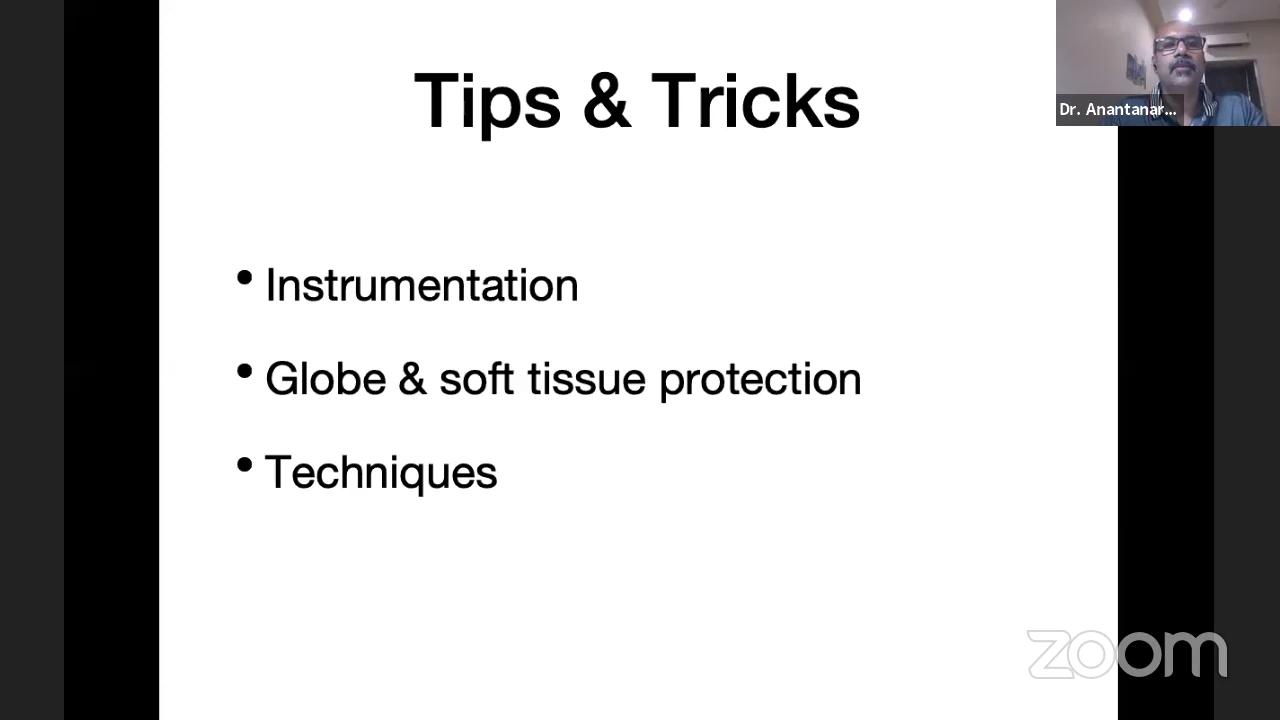 Tips & Tricks
Dr. Anantanar...
• Instrumentation
• Globe & soft tissue protection
• Techniques
zoom